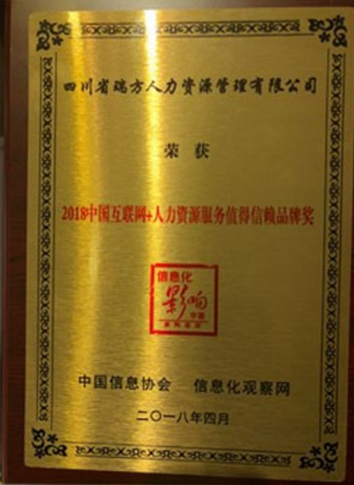 四川省瑞方人力资源管理有限公司
荣获
2018中国互联网+人力资源服务值得信赖品牌奖
信息化
影响
中国
中国信息协会 信息化观察网
二〇一八年四月